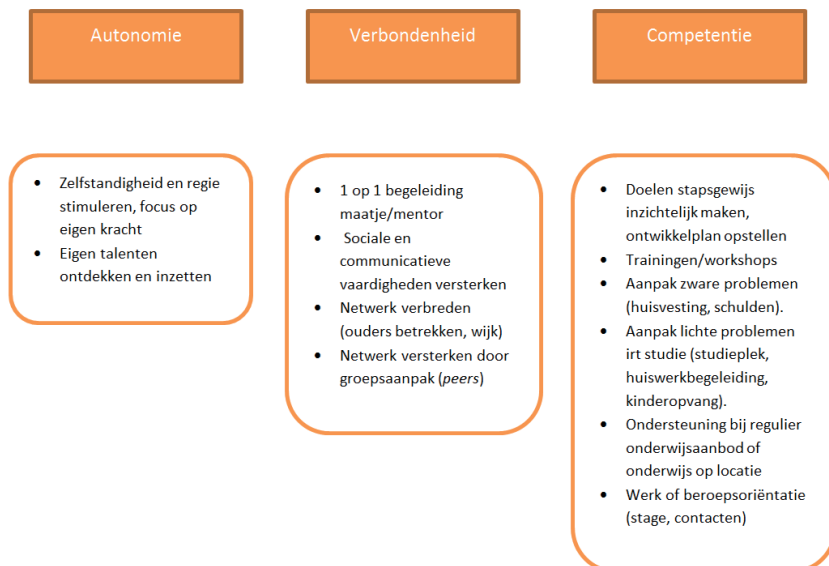 Autonomie
Verbondenheid
Competentie
• Zelfstandigheid en regie
stimuleren, focus op
eigen kracht
• Eigen talenten
ontdekken en inzetten
• 1 op 1 begeleiding
maatje/mentor
• Sociale en
communicatieve
vaardigheden versterken
• Netwerk verbreden
(ouders betrekken, wijk)
• Netwerk versterken door
groepsaanpak (peers)
• Doelen stapsgewijs
inzichtelijk maken,
ontwikkelplan opstellen
• Trainingen/workshops
• Aanpak zware problemen
(huisvesting, schulden).
• Aanpak lichte problemen
irt studie (studieplek,
huiswerkbegeleiding,
kinderopvang).
• Ondersteuning bij regulier
onderwijsaanbod of
onderwijs op locatie
• Werk of beroepsoriëntatie
(stage, contacten)